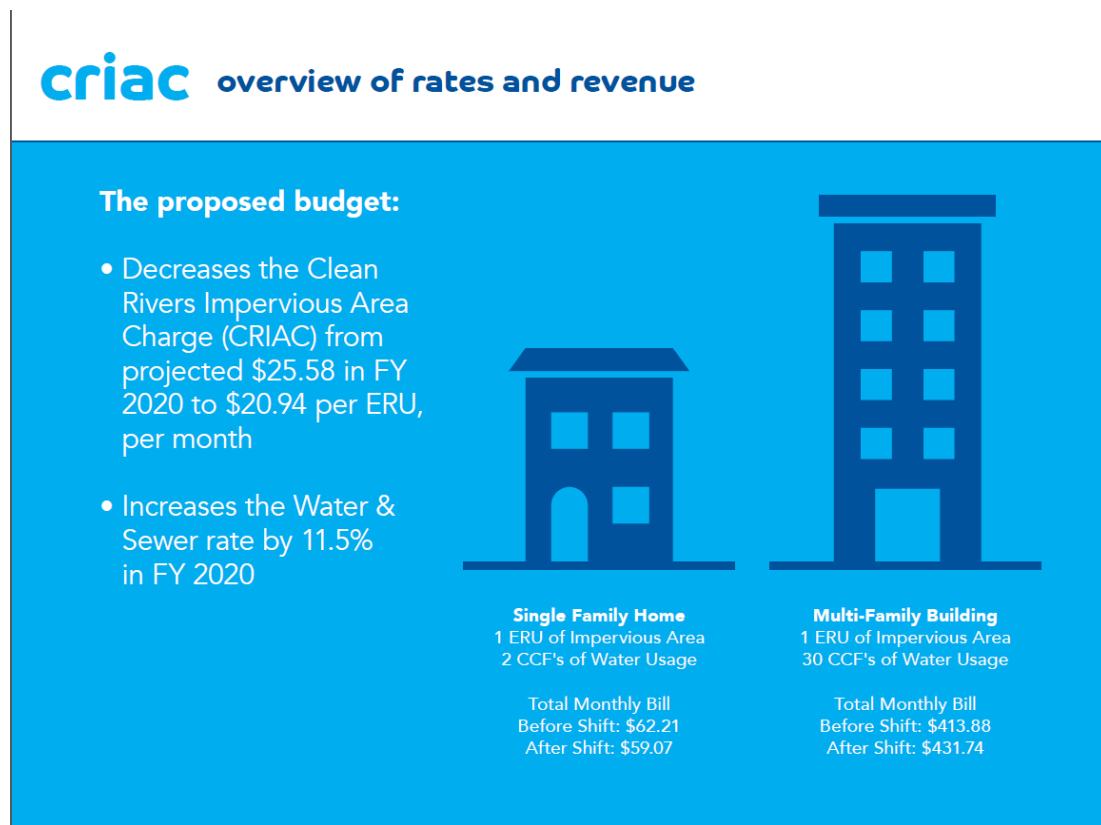 criac overview of rates and revenue
The proposed budget:
• Decreases the Clean
Rivers Impervious Area
Charge (CRIAC) from
projected $25.58 in FY
2020 to $20.94 per ERU,
per month
• Increases the Water &
Sewer rate by 11.5%
in FY 2020
Single Family Home
1 ERU of Impervious Area
2 CCF's of Water Usage
Total Monthly Bill
Before Shift: $62.21
After Shift: $59.07
Multi-Family Building
1 ERU of Impervious Area
30 CCF's of Water Usage
Total Monthly Bill
Before Shift: $413.88
After Shift: $431.74